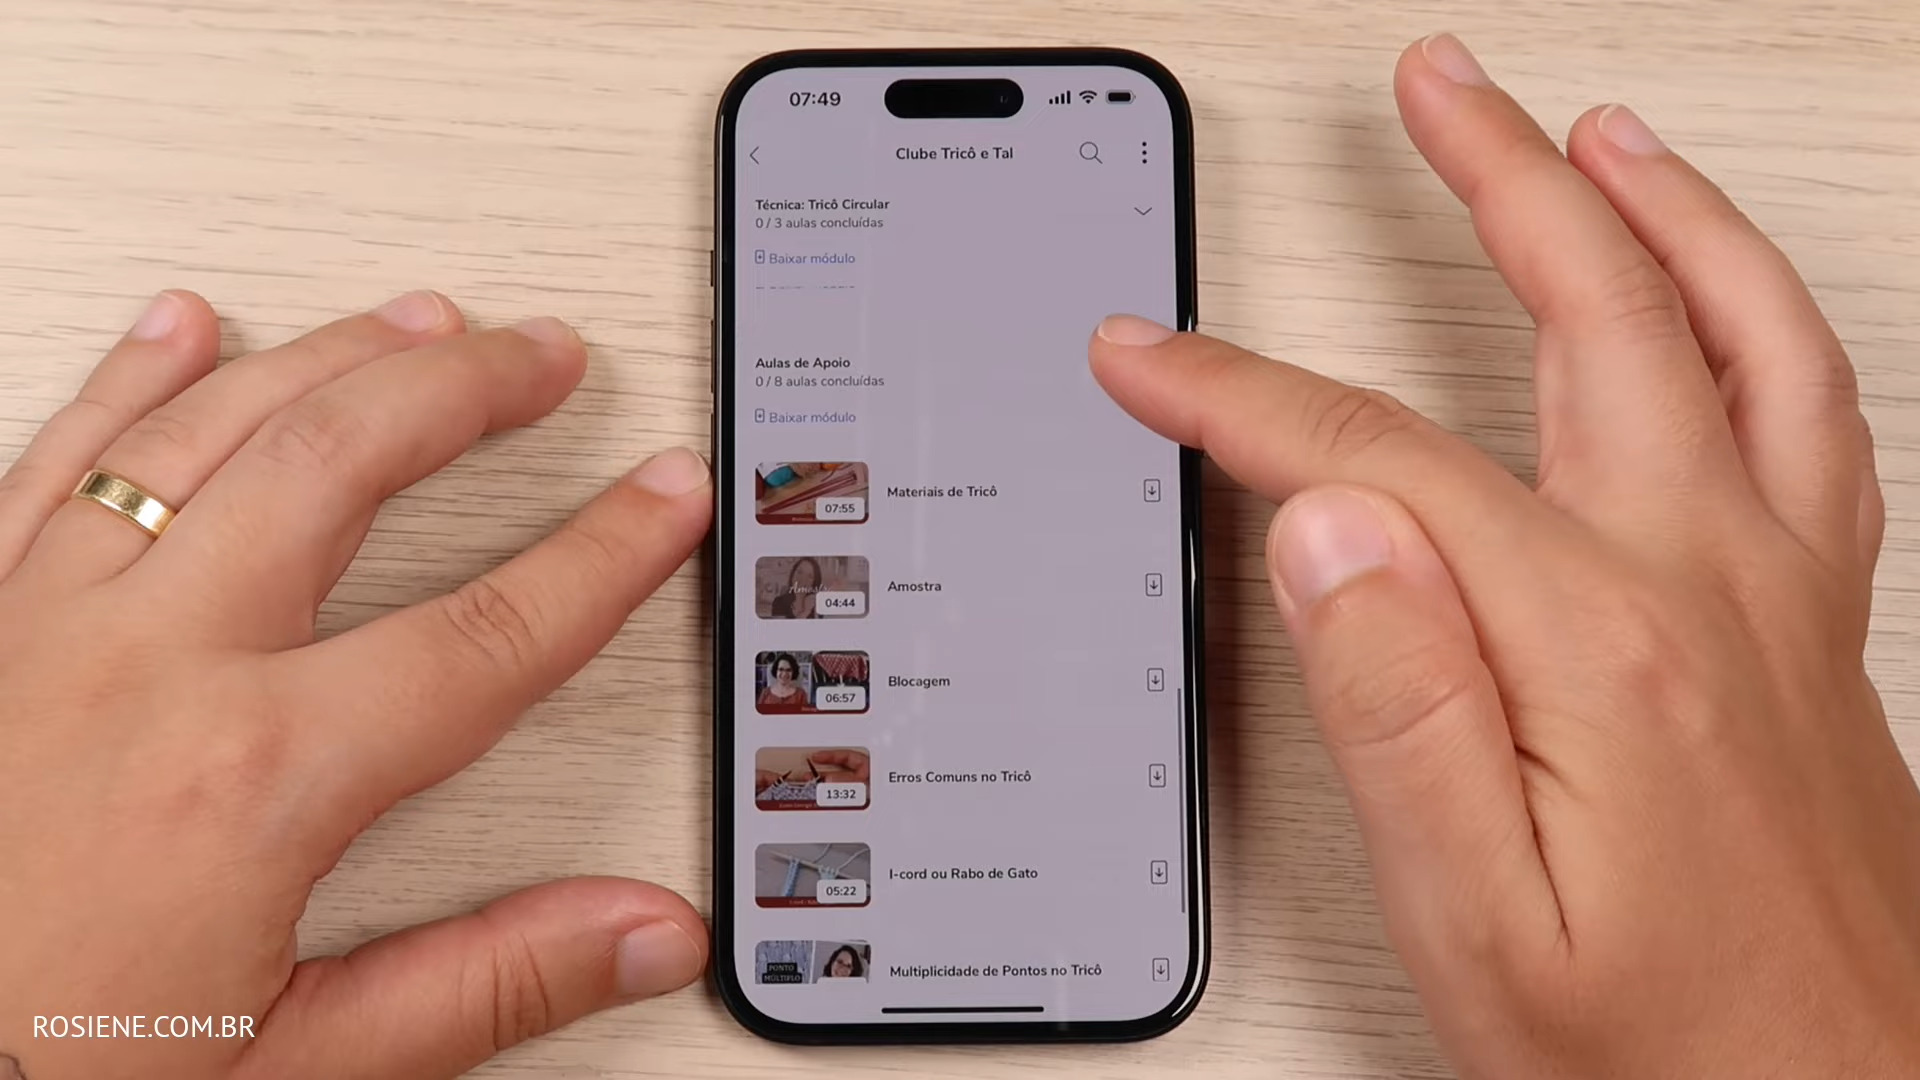 07:49
Clube Tricô e Tal
Técnica: Tricô Circular
0 / 3 aulas concluídas
Baixar módulo
Aulas de Apoio
0 / 8 aulas concluídas
Baixar módulo
07:55
Materiais de Tricô
04:44
Amostra
06:57
Blocagem
13:32
Erros Comuns no Tricô
05:22
I-cord ou Rabo de Gato
PONTO
MÚLTIPLO
Multiplicidade de Pontos no Tricô
ROSIENE.COM.BR